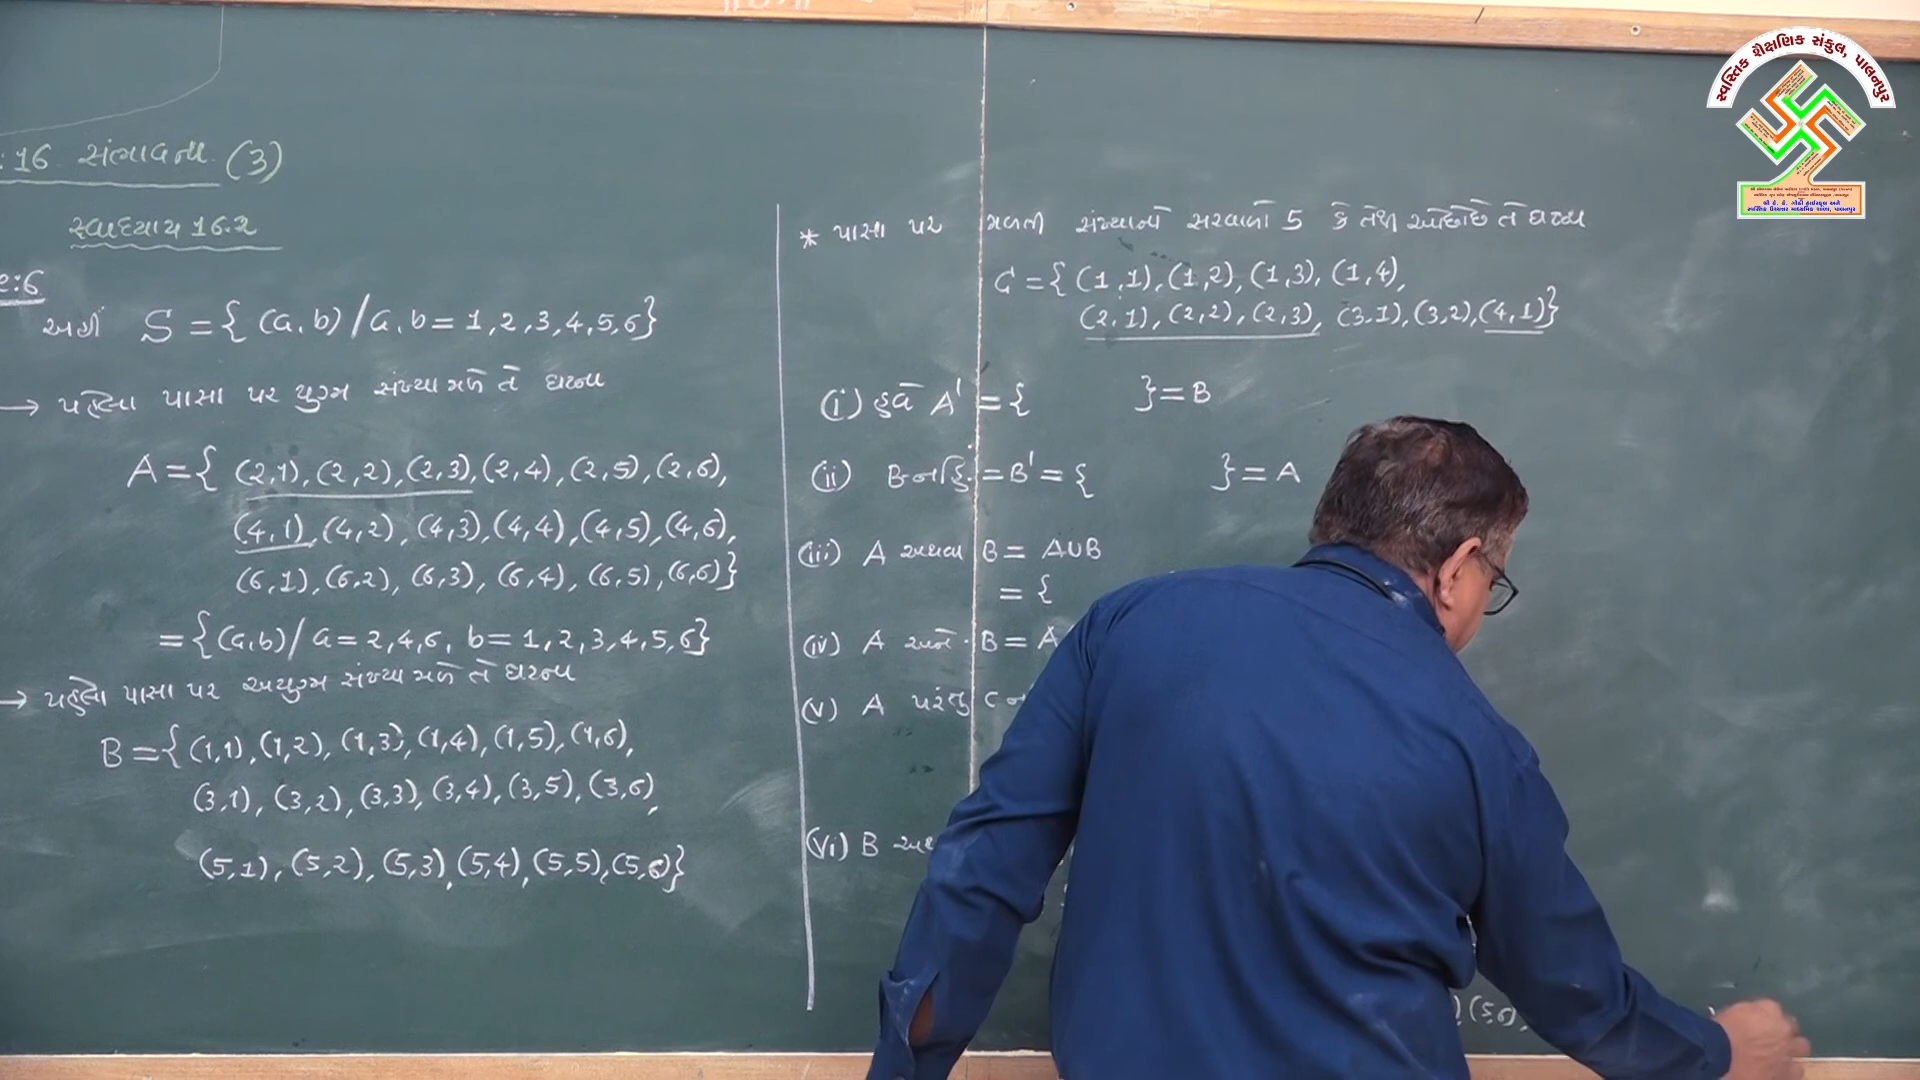 :16 સંભાવના (3)
સ્વાધ્યાય 16.2
અહીં S = { (a, b) / a, b = 1, 2, 3, 4, 5, 6 }
→ પહેલા પાસા પર યુગ્મ સંખ્યા મળે તે ઘટના
A = { (2,1), (2,2), (2,3), (2,4), (2,5), (2,6),
(4,1), (4,2), (4,3), (4,4), (4,5), (4,6),
(6,1), (6,2), (6,3), (6,4), (6,5), (6,6) }
= { (a,b) / a = 2, 4, 6, b = 1, 2, 3, 4, 5, 6 }
→ પહેલા પાસા પર અયુગ્મ સંખ્યા મળે તે ઘટના
B = { (1,1), (1,2), (1,3), (1,4), (1,5), (1,6),
(3,1), (3,2), (3,3), (3,4), (3,5), (3,6),
(5,1), (5,2), (5,3), (5,4), (5,5), (5,6) }
* પાસા પર મળતી સંખ્યાનો સરવાળો 5 કે તેથી ઓછો છે તે ઘટના
C = { (1,1), (1,2), (1,3), (1,4),
(2,1), (2,2), (2,3), (3,1), (3,2), (4,1) }
(i) હવે A' = { } = B
(ii) B નહિ = B' = { } = A
(iii) A અથવા B = A∪B
= {
(iv) A અને B = A
(v) A પરંતુ C ન
(vi) B અથ
) (5,6),
સ્વસ્તિક શૈક્ષણિક સંકુલ, પાલનપુર